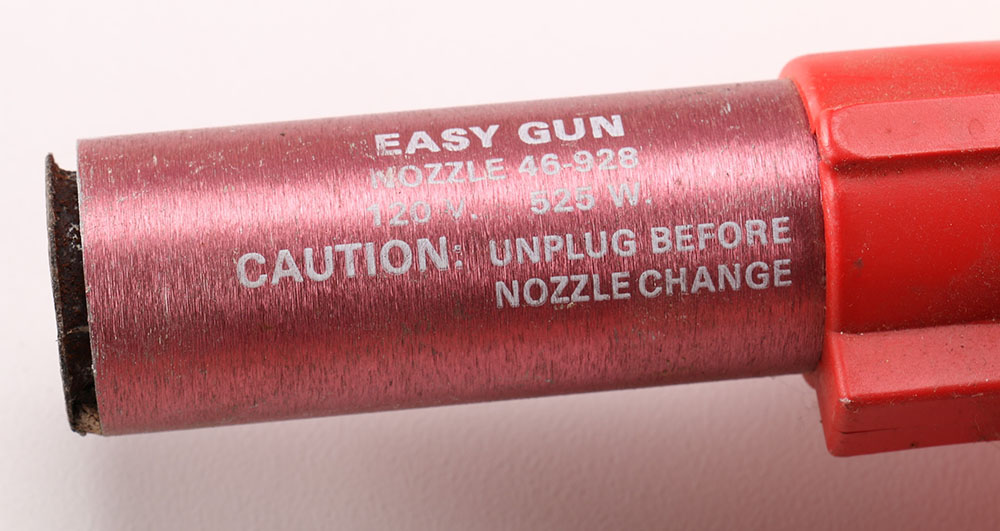 EASY GUN
NOZZLE 46-928
120 V. 525 W.
CAUTION: UNPLUG BEFORE
NOZZLE CHANGE